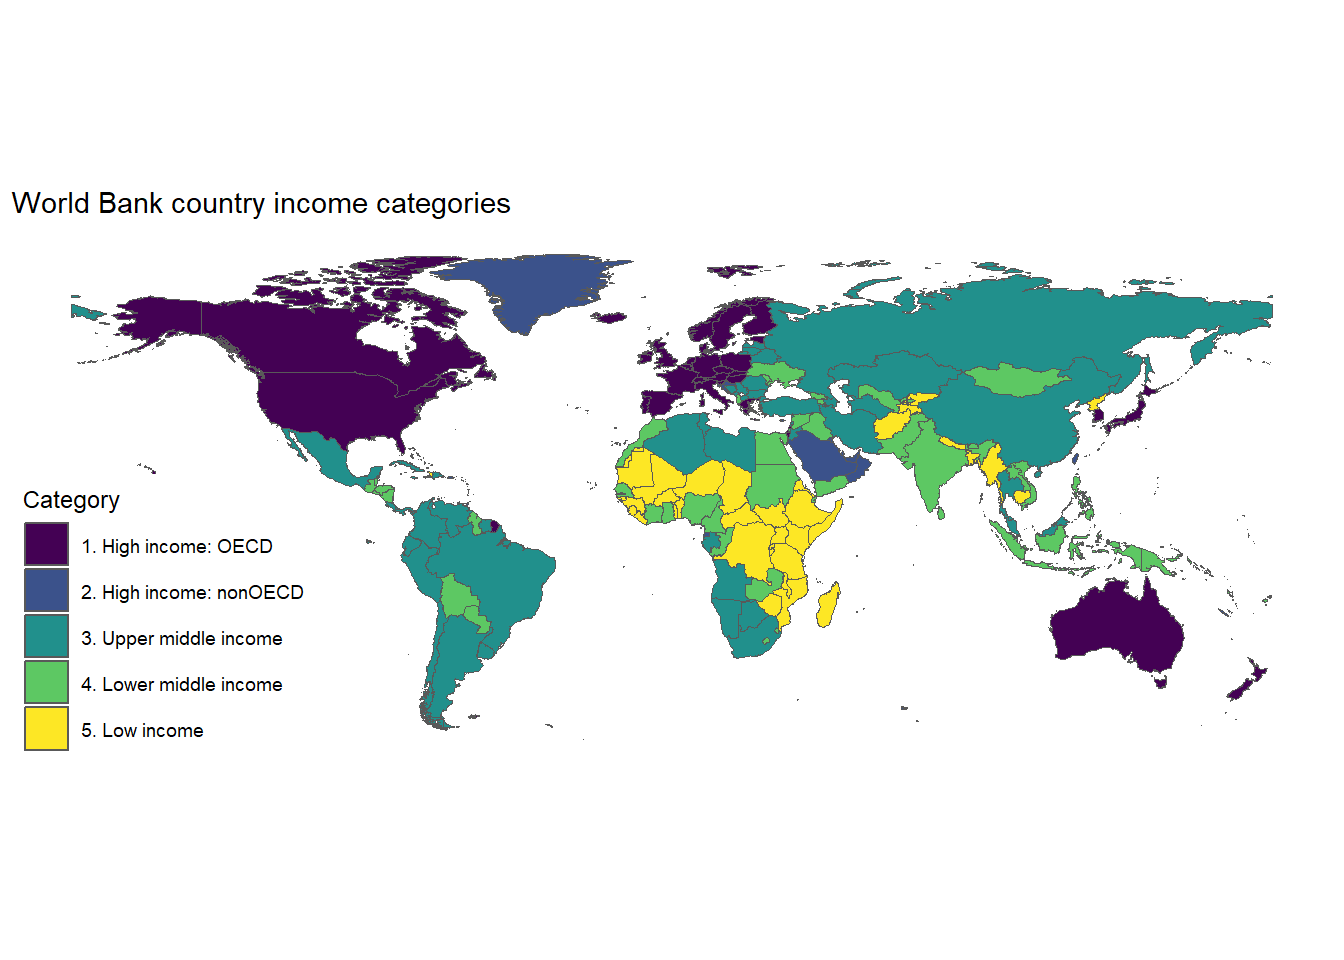 World Bank country income categories
Category
1. High income: OECD
2. High income: nonOECD
3. Upper middle income
4. Lower middle income
5. Low income